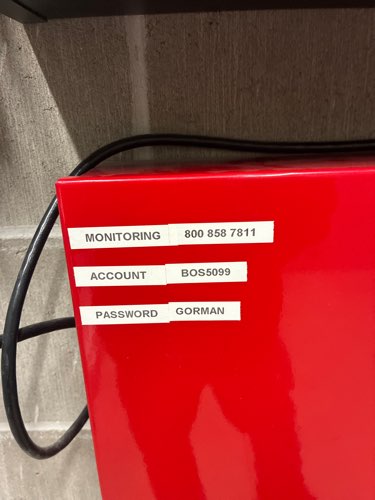 MONITORING 800 858 7811
ACCOUNT BOS5099
PASSWORD GORMAN